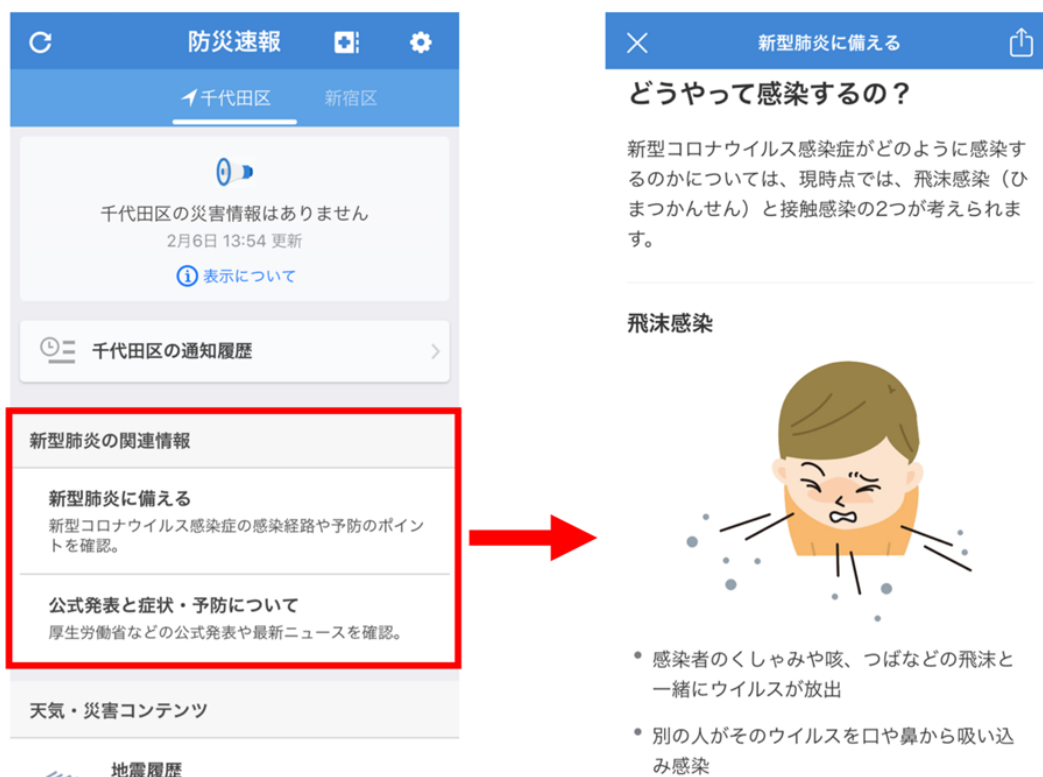 防災速報
千代田区
新宿区
千代田区の災害情報はありません
2月6日 13:54 更新
表示について
千代田区の通知履歴
新型肺炎の関連情報
新型肺炎に備える
新型コロナウイルス感染症の感染経路や予防のポイン
トを確認。
公式発表と症状・予防について
厚生労働省などの公式発表や最新ニュースを確認。
天気・災害コンテンツ
地震履歴
新型肺炎に備える
どうやって感染するの？
新型コロナウイルス感染症がどのように感染す
るのかについては、現時点では、飛沫感染（ひ
まつかんせん）と接触感染の2つが考えられま
す。
飛沫感染
• 感染者のくしゃみや咳、つばなどの飛沫と
一緒にウイルスが放出
• 別の人がそのウイルスを口や鼻から吸い込
み感染